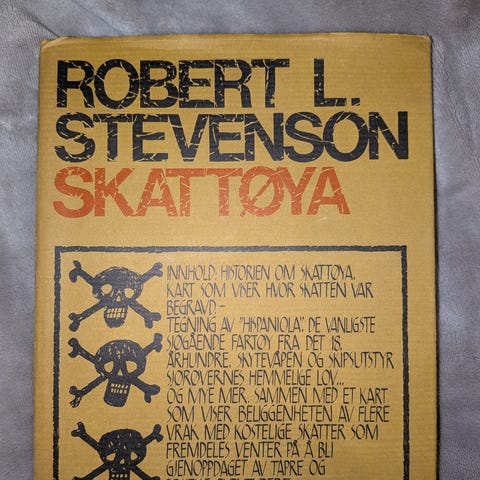 ROBERT L.
STEVENSON
SKATTØYA
INNHOLD: HISTORIEN OM SKATTØYA,
KART SOM VISER HVOR SKATTEN VAR
BEGRAVD –
TEGNING AV "HISPANIOLA". DE VANLIGSTE
SJØGÅENDE FARTØY FRA DET 18.
ÅRHUNDRE. SKYTEVÅPEN OG SKIPSUTSTYR
SJØRØVERNES HEMMELIGE LOV...
OG MYE MER. SAMMEN MED ET KART
SOM VISER BELIGGENHETEN AV FLERE
VRAK MED KOSTELIGE SKATTER SOM
FREMDELES VENTER PÅ Å BLI
GJENOPPDAGET AV TAPRE OG